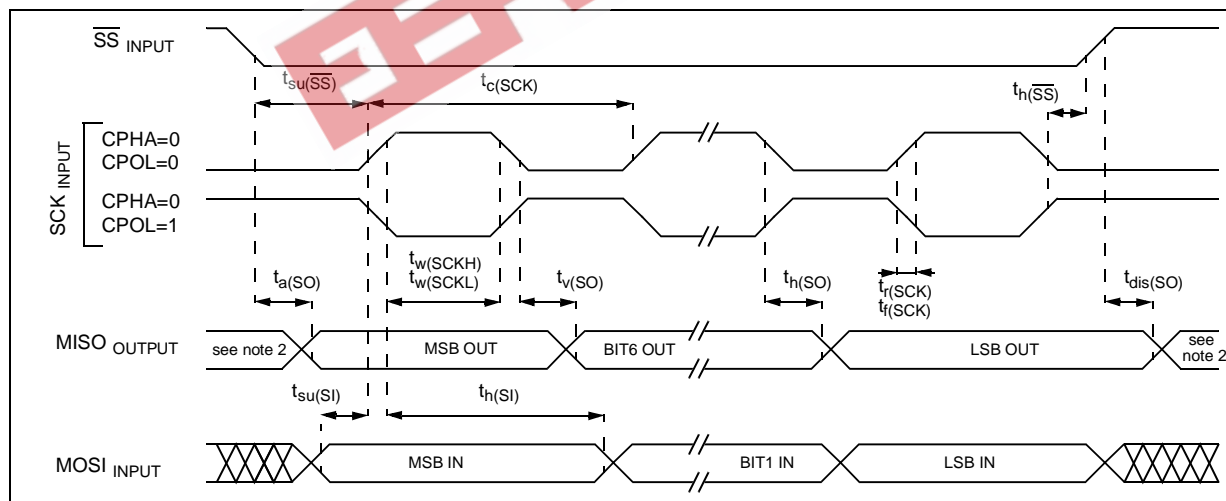 SS INPUT
tsu(SS)
tc(SCK)
th(SS)
SCK INPUT
CPHA=0
CPOL=0
CPHA=0
CPOL=1
ta(SO)
tw(SCKH)
tw(SCKL)
tv(SO)
th(SO)
tr(SCK)
tf(SCK)
tdis(SO)
MISO OUTPUT
see note 2
MSB OUT
BIT6 OUT
LSB OUT
see
note 2
tsu(SI)
th(SI)
MOSI INPUT
MSB IN
BIT1 IN
LSB IN